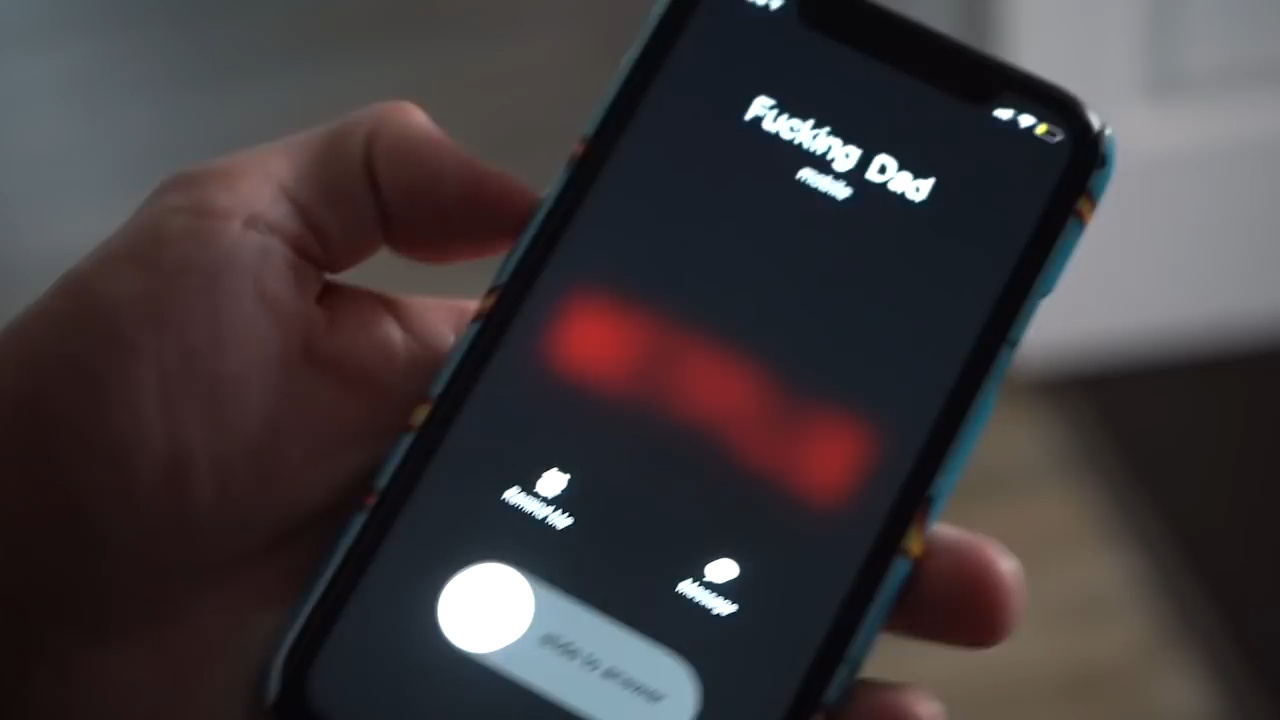 Fucking Dad
mobile
Remind Me
Message
slide to answer